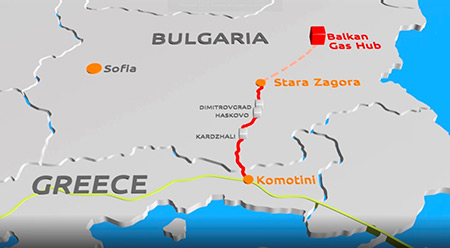 BULGARIA
Balkan
Gas Hub
Sofia
Stara Zagora
DIMITROVGRAD
HASKOVO
KARDZHALI
GREECE
Komotini